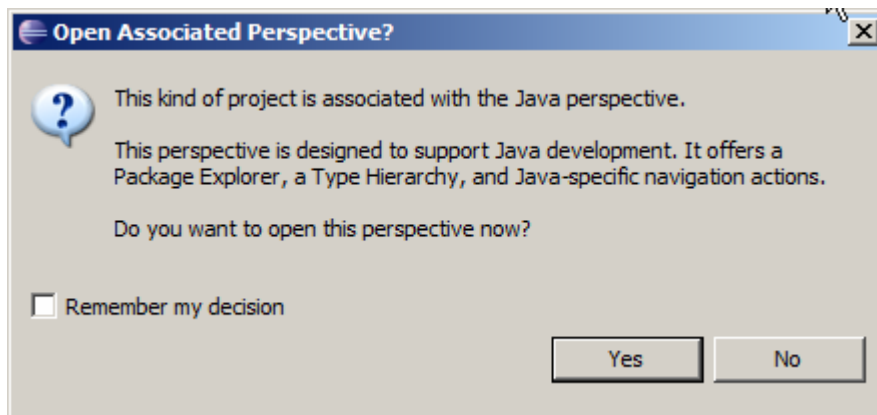 Open Associated Perspective?
This kind of project is associated with the Java perspective.
This perspective is designed to support Java development. It offers a
Package Explorer, a Type Hierarchy, and Java-specific navigation actions.
Do you want to open this perspective now?
Remember my decision
Yes No